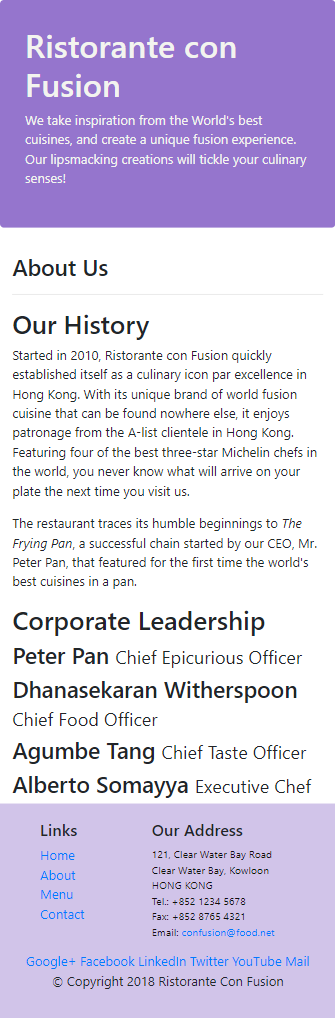 Ristorante con
Fusion
We take inspiration from the World's best
cuisines, and create a unique fusion experience.
Our lipsmacking creations will tickle your culinary
senses!
About Us
Our History
Started in 2010, Ristorante con Fusion quickly
established itself as a culinary icon par excellence in
Hong Kong. With its unique brand of world fusion
cuisine that can be found nowhere else, it enjoys
patronage from the A-list clientele in Hong Kong.
Featuring four of the best three-star Michelin chefs in
the world, you never know what will arrive on your
plate the next time you visit us.
The restaurant traces its humble beginnings to The
Frying Pan, a successful chain started by our CEO, Mr.
Peter Pan, that featured for the first time the world's
best cuisines in a pan.
Corporate Leadership
Peter Pan Chief Epicurious Officer
Dhanasekaran Witherspoon
Chief Food Officer
Agumbe Tang Chief Taste Officer
Alberto Somayya Executive Chef
Links
Home
About
Menu
Contact
Our Address
121, Clear Water Bay Road
Clear Water Bay, Kowloon
HONG KONG
Tel.: +852 1234 5678
Fax: +852 8765 4321
Email: confusion@food.net
Google+ Facebook LinkedIn Twitter YouTube Mail
© Copyright 2018 Ristorante Con Fusion